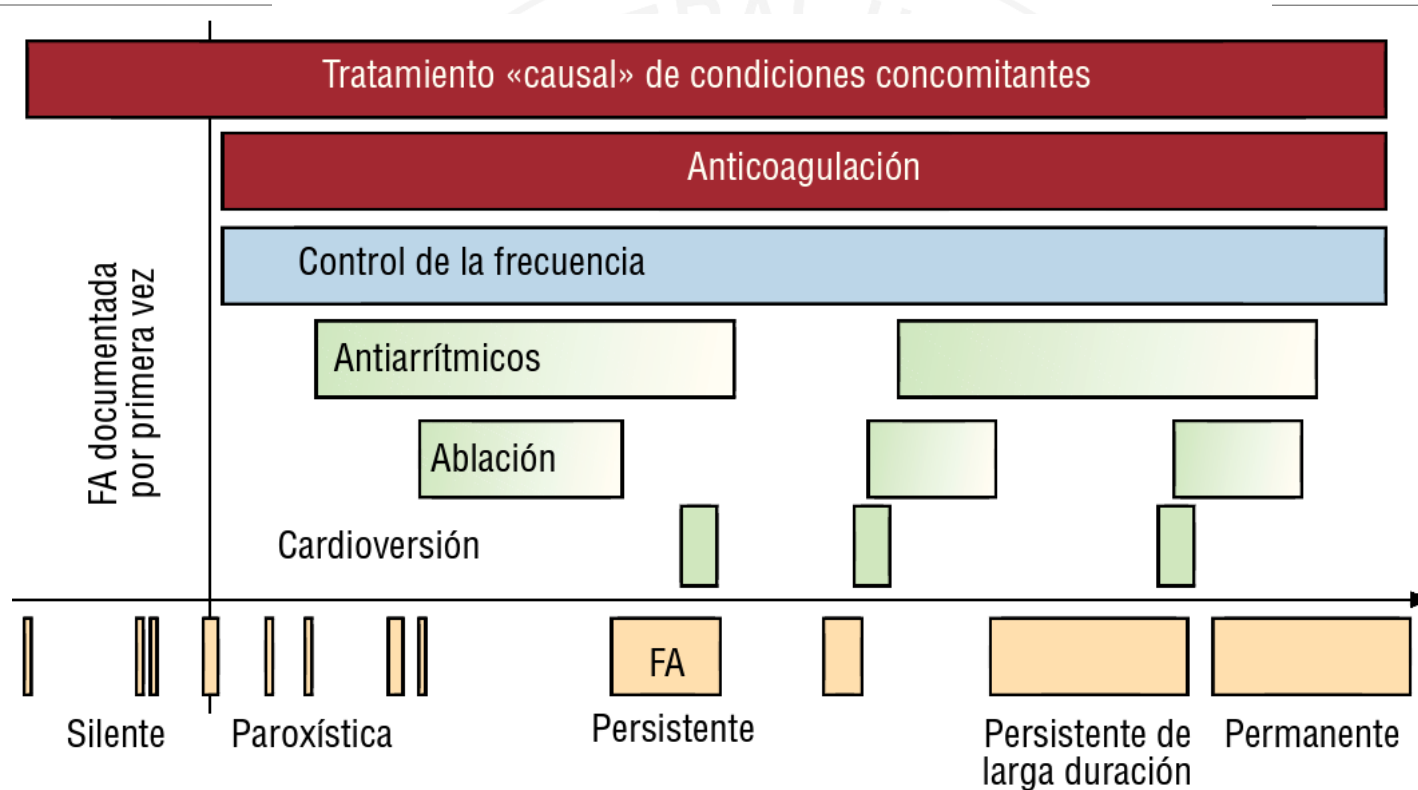 Tratamiento «causal» de condiciones concomitantes
Anticoagulación
Control de la frecuencia
FA documentada
por primera vez
Antiarrítmicos
Ablación
Cardioversión
FA
Silente
Paroxística
Persistente
Persistente de
larga duración
Permanente